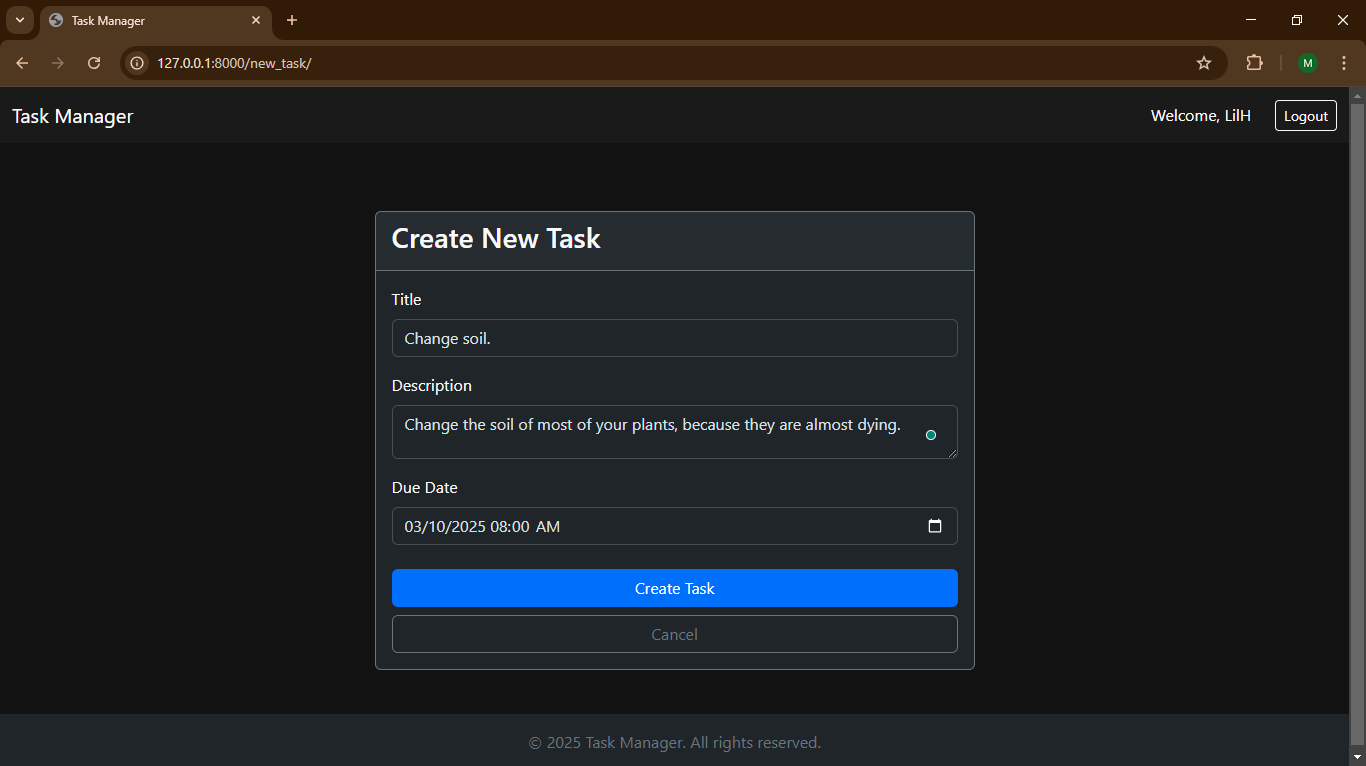 Task Manager
127.0.0.1:8000/new_task/
M
Task Manager
Welcome, LilH
Logout
Create New Task
Title
Change soil.
Description
Change the soil of most of your plants, because they are almost dying.
Due Date
03/10/2025 08:00 AM
Create Task
Cancel
© 2025 Task Manager. All rights reserved.